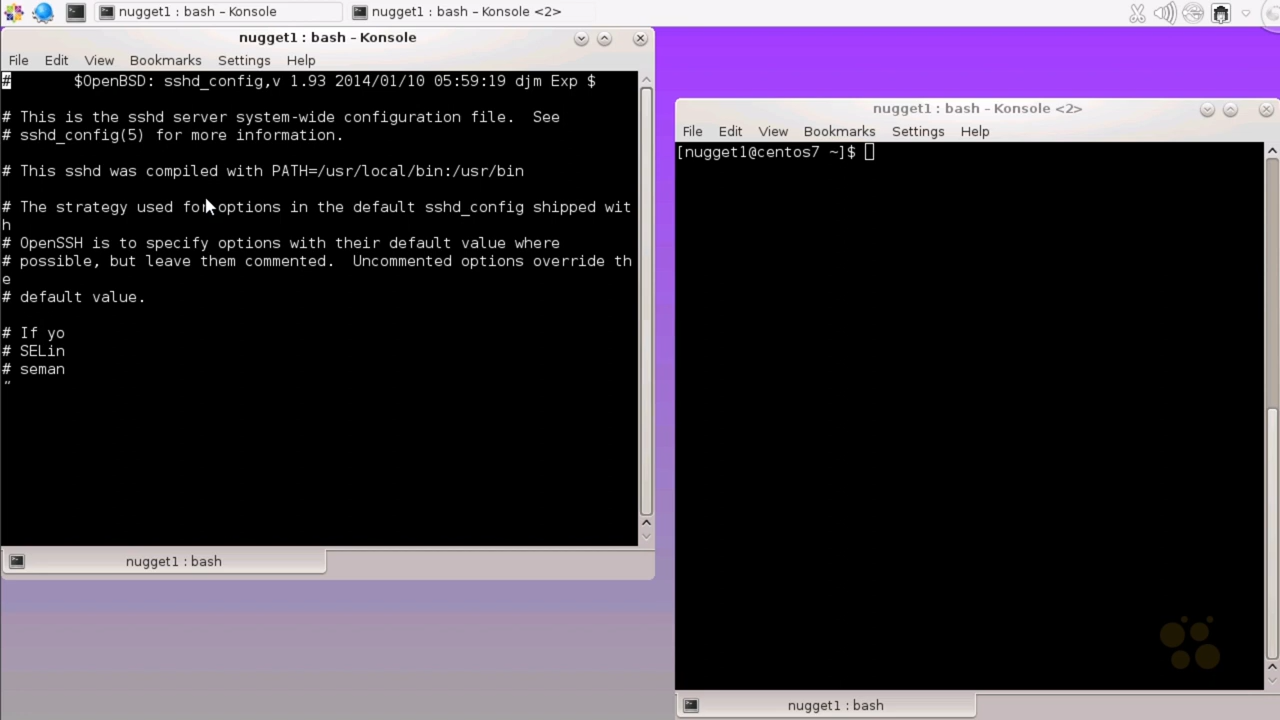 nugget1 : bash – Konsole
nugget1 : bash – Konsole <2>
nugget1 : bash – Konsole
File Edit View Bookmarks Settings Help
#       $OpenBSD: sshd_config,v 1.93 2014/01/10 05:59:19 djm Exp $
# This is the sshd server system-wide configuration file.  See
# sshd_config(5) for more information.
# This sshd was compiled with PATH=/usr/local/bin:/usr/bin
# The strategy used for options in the default sshd_config shipped wit
h
# OpenSSH is to specify options with their default value where
# possible, but leave them commented.  Uncommented options override th
e
# default value.
# If yo
# SELin
# seman
nugget1 : bash
nugget1 : bash – Konsole <2>
File Edit View Bookmarks Settings Help
[nugget1@centos7 ~]$
nugget1 : bash